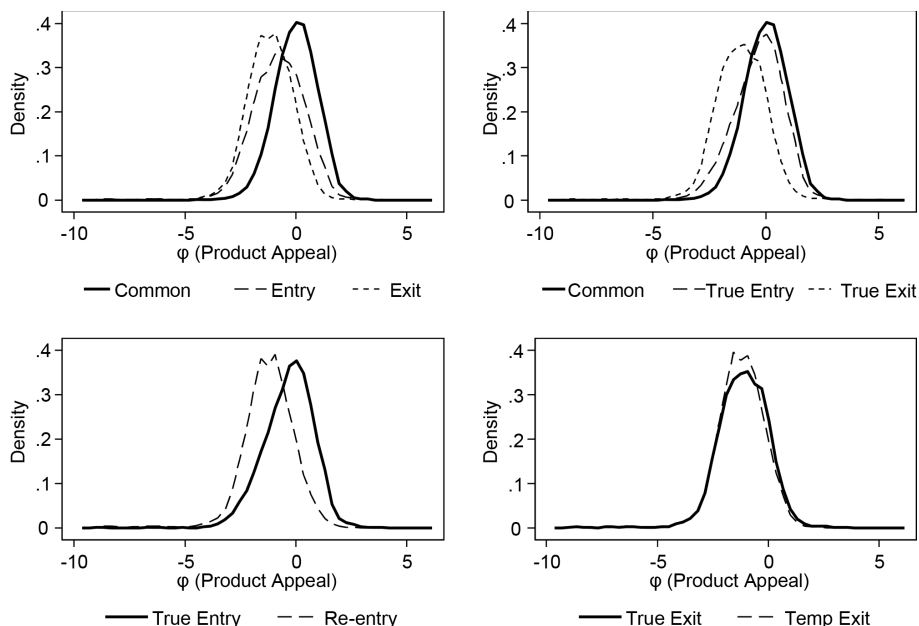 .4
.3
.2
.1
0
Density
-10 -5 0 5
φ (Product Appeal)
Common Entry Exit
.4
.3
.2
.1
0
Density
-10 -5 0 5
φ (Product Appeal)
Common True Entry True Exit
.4
.3
.2
.1
0
Density
-10 -5 0 5
φ (Product Appeal)
True Entry Re-entry
.4
.3
.2
.1
0
Density
-10 -5 0 5
φ (Product Appeal)
True Exit Temp Exit